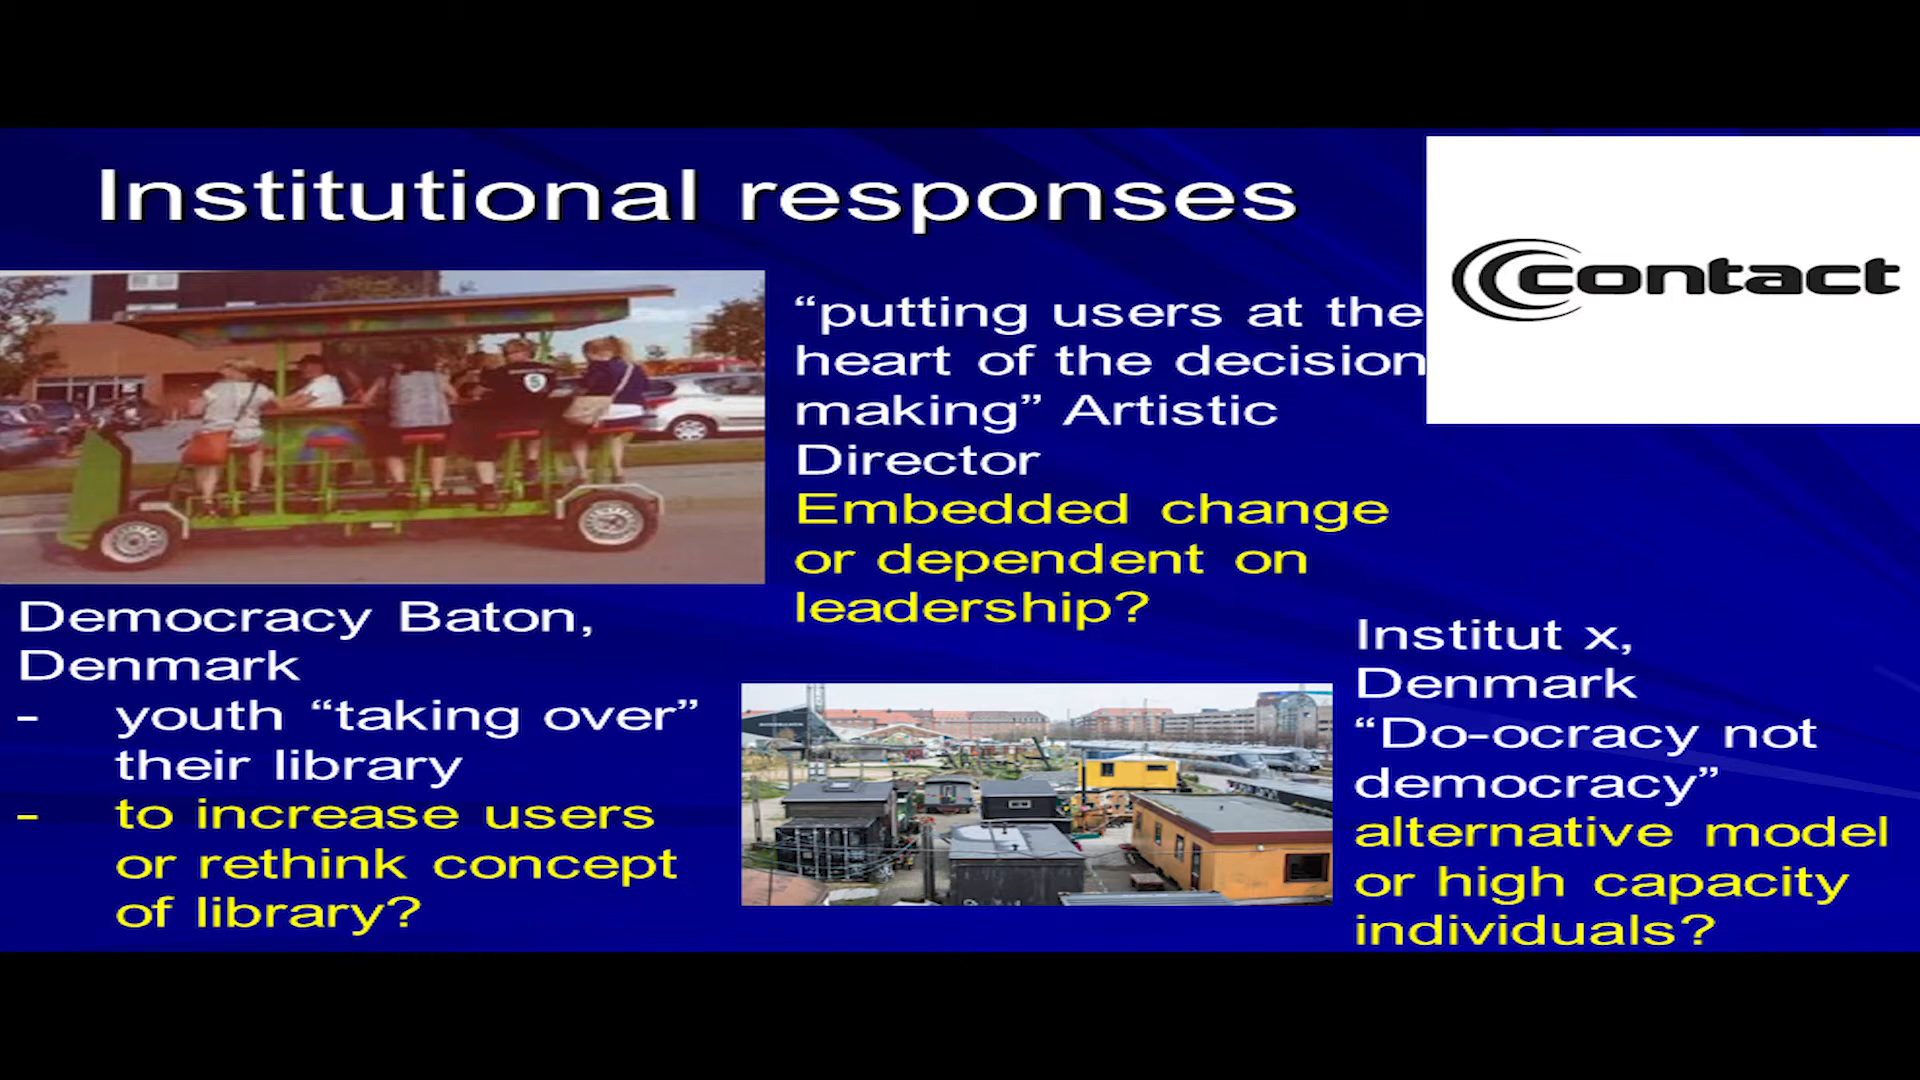 Institutional responses
contact
“putting users at the
heart of the decision
making” Artistic
Director
Embedded change
or dependent on
leadership?
5
Democracy Baton,
Denmark
- youth “taking over”
their library
- to increase users
or rethink concept
of library?
Institut x,
Denmark
“Do-ocracy not
democracy”
alternative model
or high capacity
individuals?